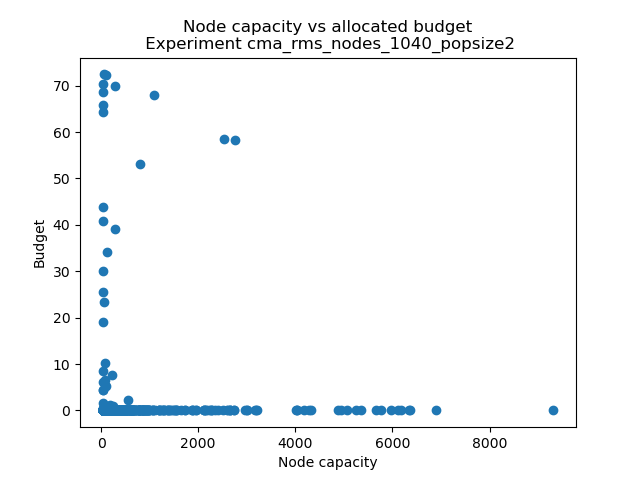 Node capacity vs allocated budget
Experiment cma_rms_nodes_1040_popsize2
70
60
50
40
30
20
10
0
Budget
0 2000 4000 6000 8000
Node capacity